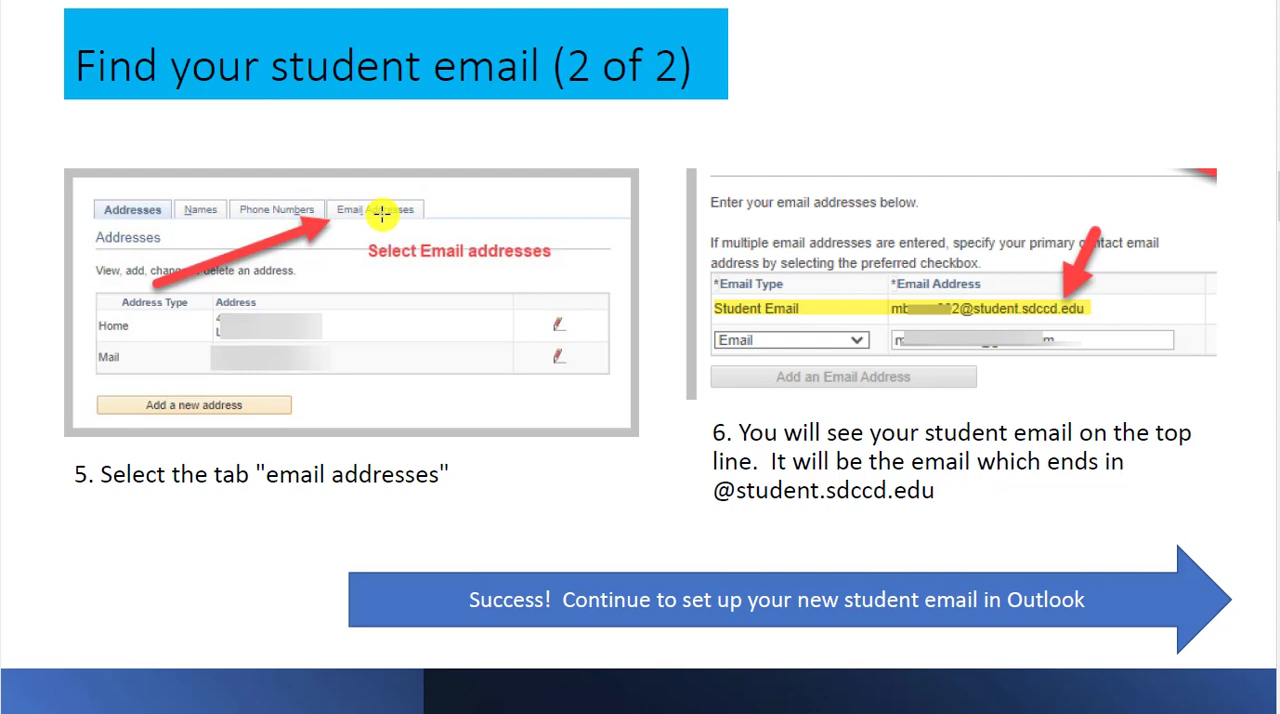 Find your student email (2 of 2)
Addresses Names Phone Numbers Email Addresses
Addresses
Select Email addresses
View, add, change delete an address.
Address Type Address
Home
Mail
Add a new address
5. Select the tab "email addresses"
Enter your email addresses below.
If multiple email addresses are entered, specify your primary contact email
address by selecting the preferred checkbox.
*Email Type *Email Address
Student Email @student.sdccd.edu
Email
Add an Email Address
6. You will see your student email on the top
line. It will be the email which ends in
@student.sdccd.edu
Success! Continue to set up your new student email in Outlook